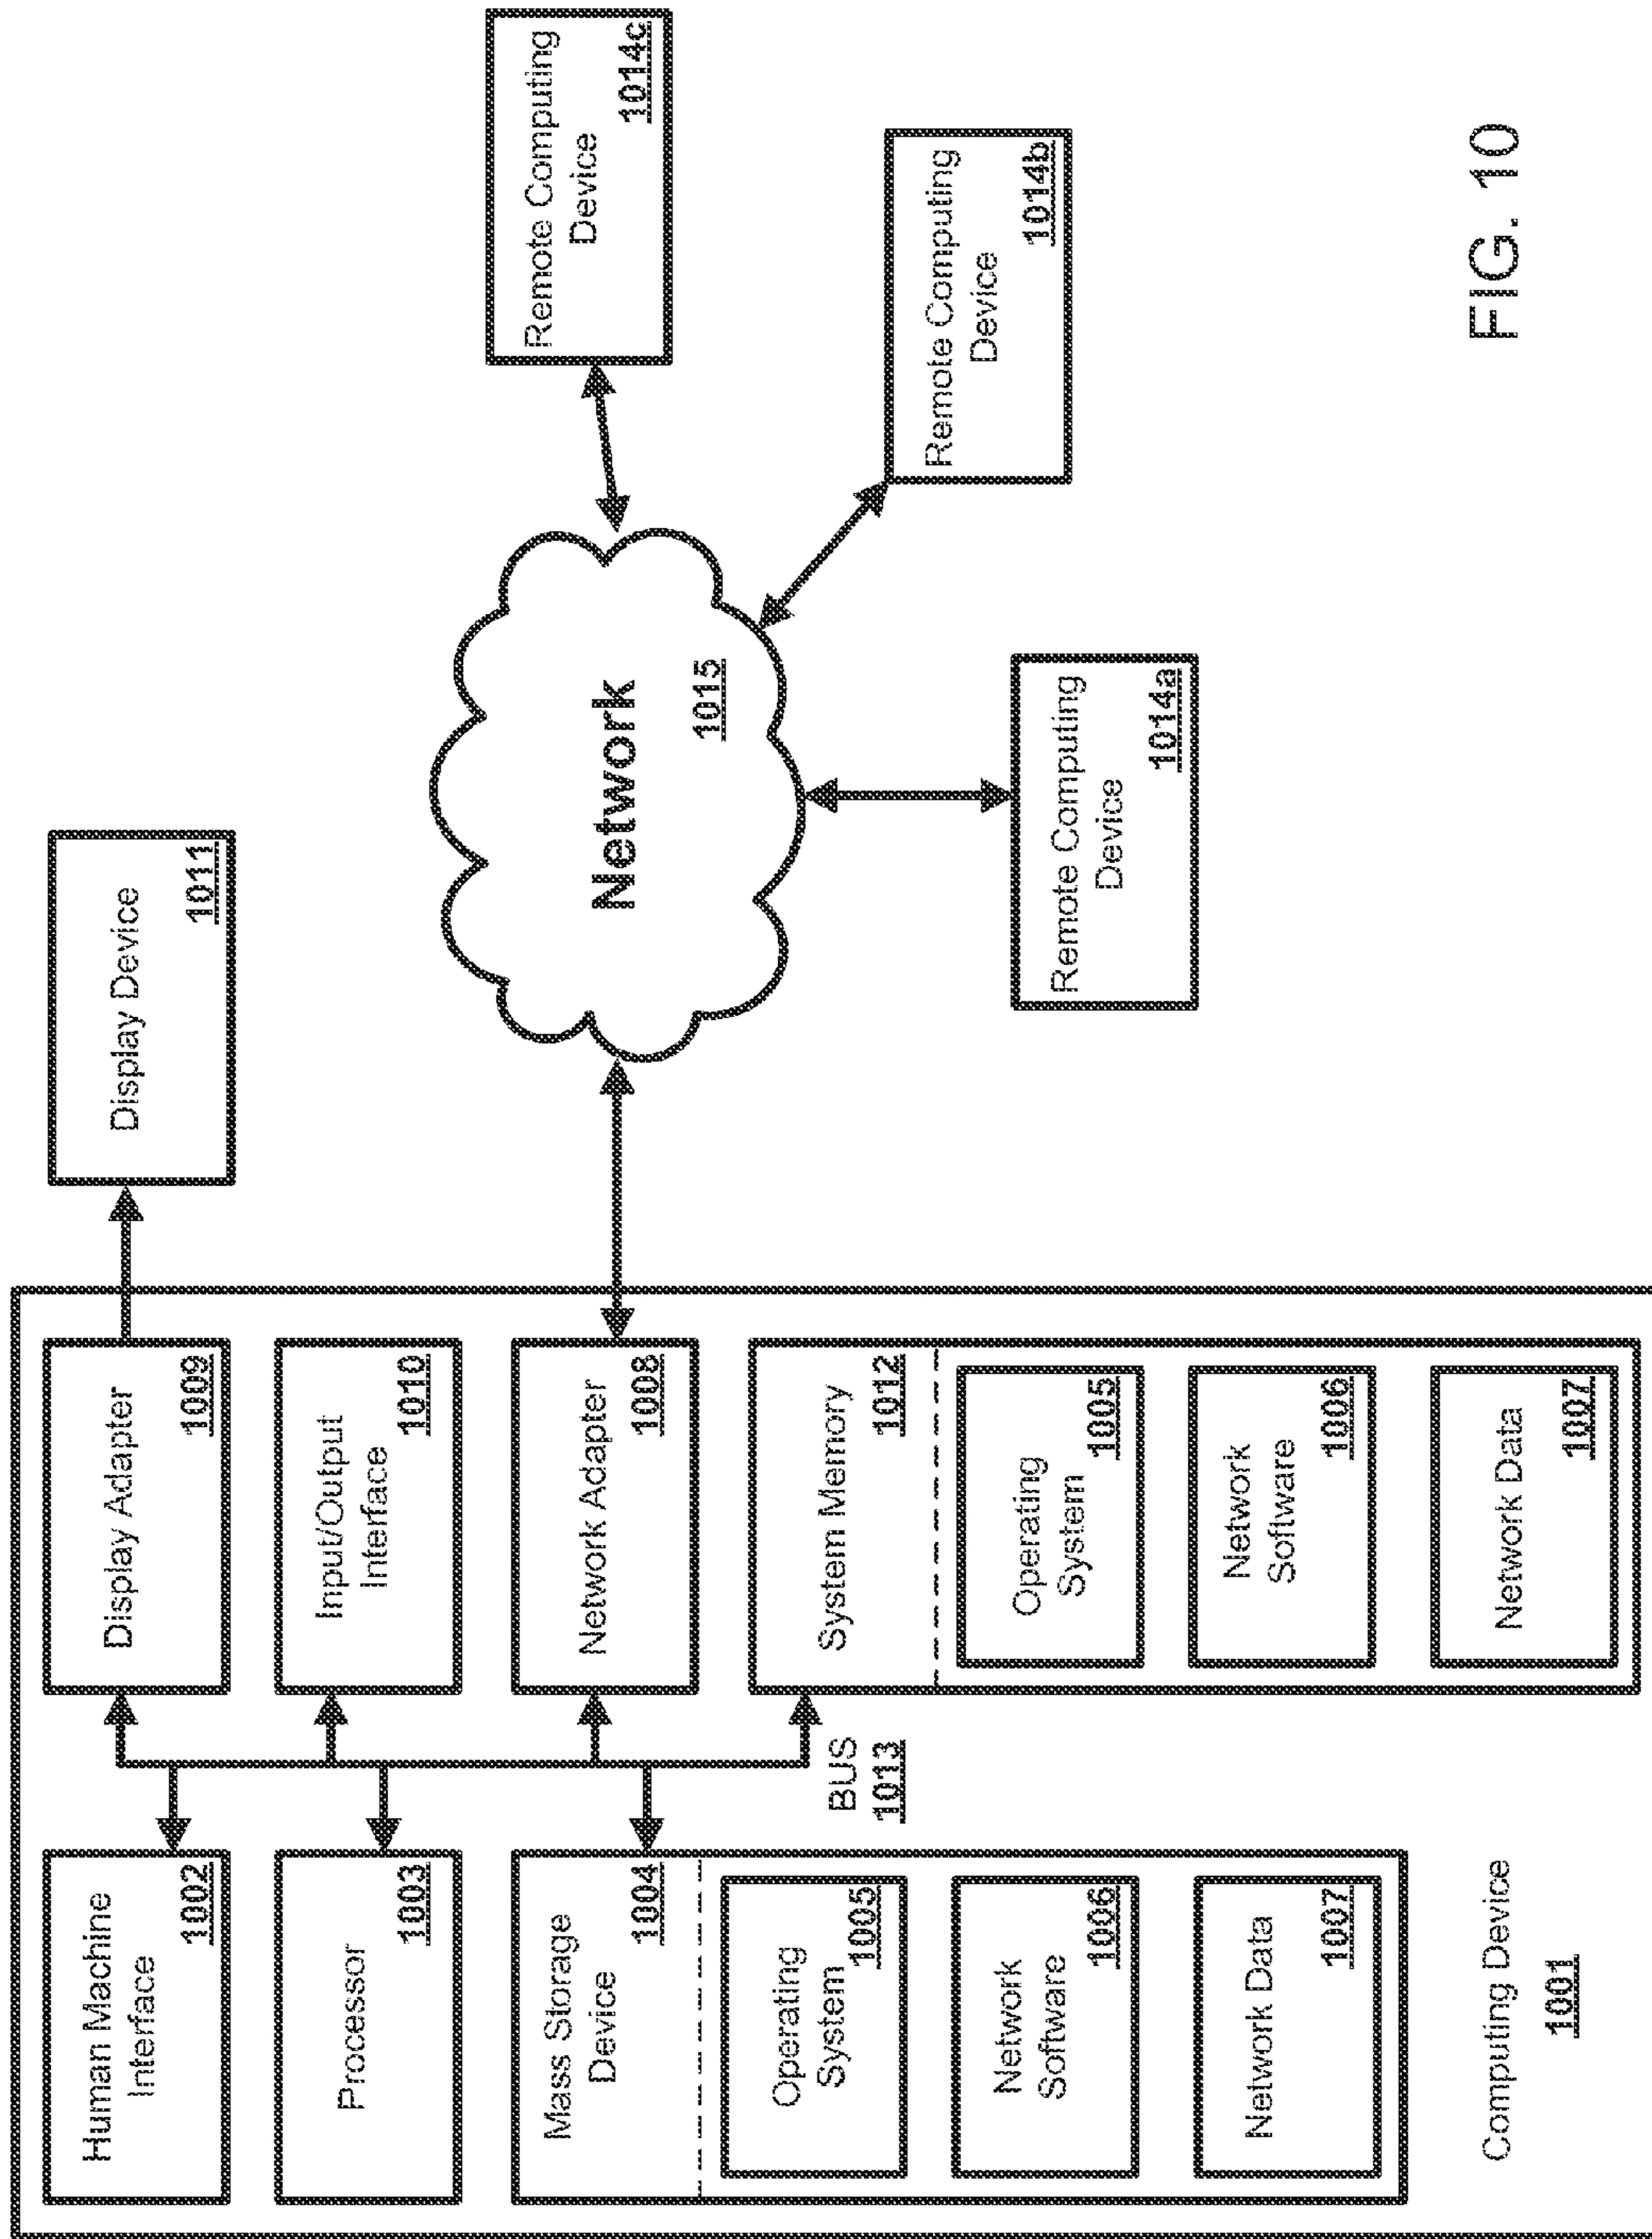 Human Machine
Interface
1002
Processor
1003
Mass Storage
Device
1004
Operating
System
1005
Network
Software
1006
Network Data
1007
Computing Device
1001
BUS
1013
Display Adapter
1009
Input/Output
Interface
1010
Network Adapter
1008
System Memory
1012
Operating
System
1005
Network
Software
1006
Network Data
1007
Display Device
1011
Network
1015
Remote Computing
Device
1014a
Remote Computing
Device
1014b
Remote Computing
Device
1014c
FIG. 10